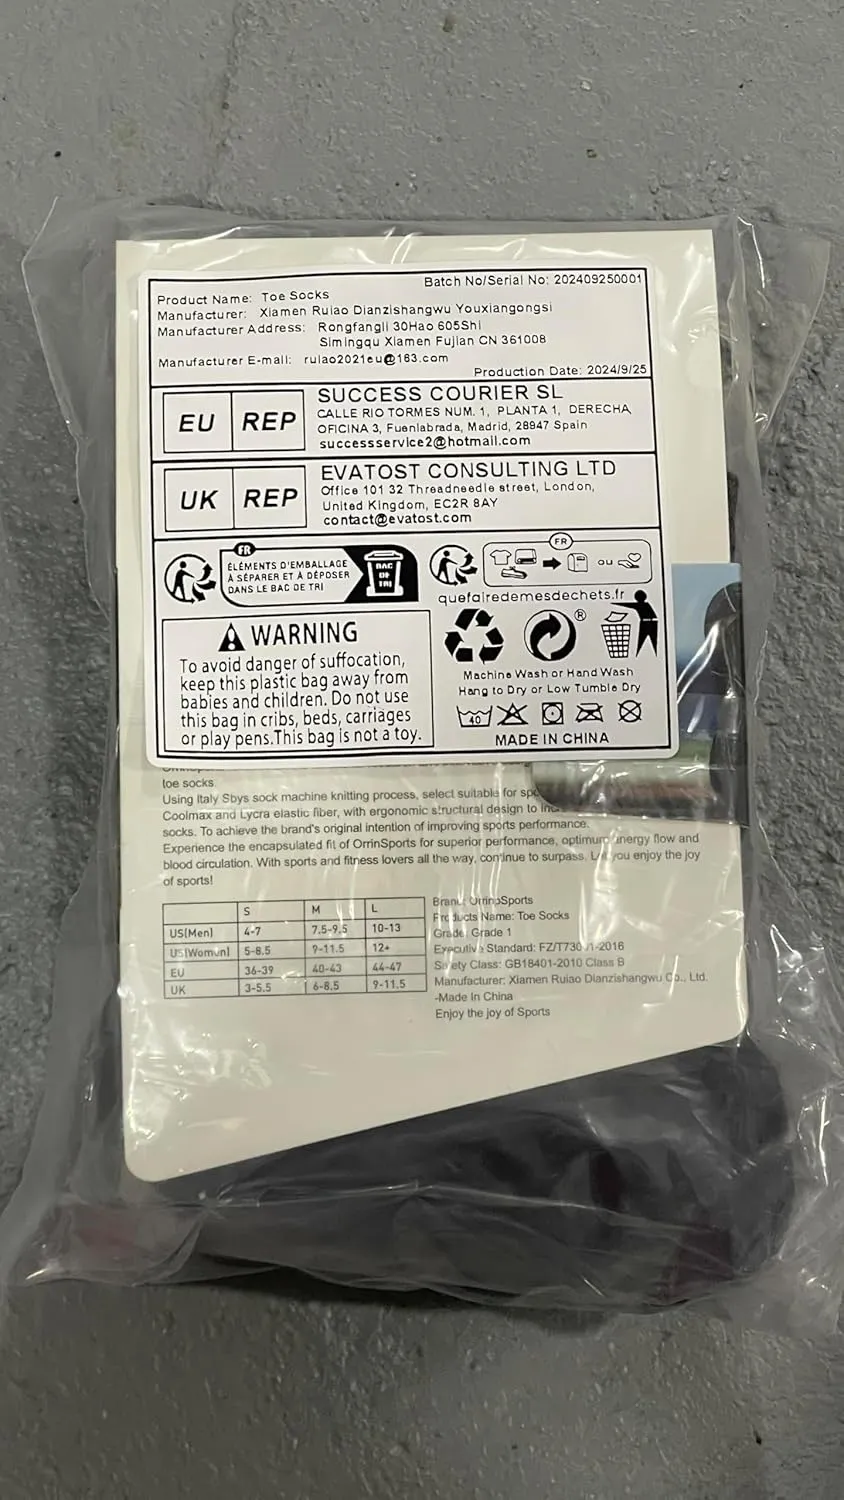 Batch No/Serial No: 202409250001
Product Name: Toe Socks
Manufacturer: Xiamen Ruiao Dianzishangwu Youxiangongsi
Manufacturer Address: Rongfangli 30Hao 605Shi
Simingqu Xiamen Fujian CN 361008
Manufacturer E-mail: ruiao2021eu@163.com
Production Date: 2024/9/25
EU REP
SUCCESS COURIER SL
CALLE RIO TORMES NUM. 1, PLANTA 1, DERECHA,
OFICINA 3, Fuenlabrada, Madrid, 28947 Spain
successservice2@hotmail.com
UK REP
EVATOST CONSULTING LTD
Office 101 32 Threadneedle street, London,
United Kingdom, EC2R 8AY
contact@evatost.com
FR
ÉLÉMENTS D'EMBALLAGE
À SÉPARER ET À DÉPOSER
DANS LE BAC DE TRI
BAC
DE
TRI
FR
ou
quefairedemesdechets.fr
WARNING
To avoid danger of suffocation,
keep this plastic bag away from
babies and children. Do not use
this bag in cribs, beds, carriages
or play pens.This bag is not a toy.
®
Machine Wash or Hand Wash
Hang to Dry or Low Tumble Dry
40
MADE IN CHINA
toe socks.
Using Italy Sbys sock machine knitting process, select suitable for
Coolmax and Lycra elastic fiber, with ergonomic structural design to
socks. To achieve the brand's original intention of improving sports performance.
Experience the encapsulated fit of OrrinSports for superior performance, optimum energy flow and
blood circulation. With sports and fitness lovers all the way, continue to surpass. Let you enjoy the joy
of sports!
S M L
US(Men) 4-7 7.5-9.5 10-13
US(Woman) 5-8.5 9-11.5 12+
EU 36-39 40-43 44-47
UK 3-5.5 6-8.5 9-11.5
Brand: OrrinoSports
Products Name: Toe Socks
Grade: Grade 1
Executive Standard: -2016
Safety Class: GB18401-2010 Class B
Manufacturer: Xiamen Ruiao Dianzishangwu Co., Ltd.
-Made In China
Enjoy the joy of Sports